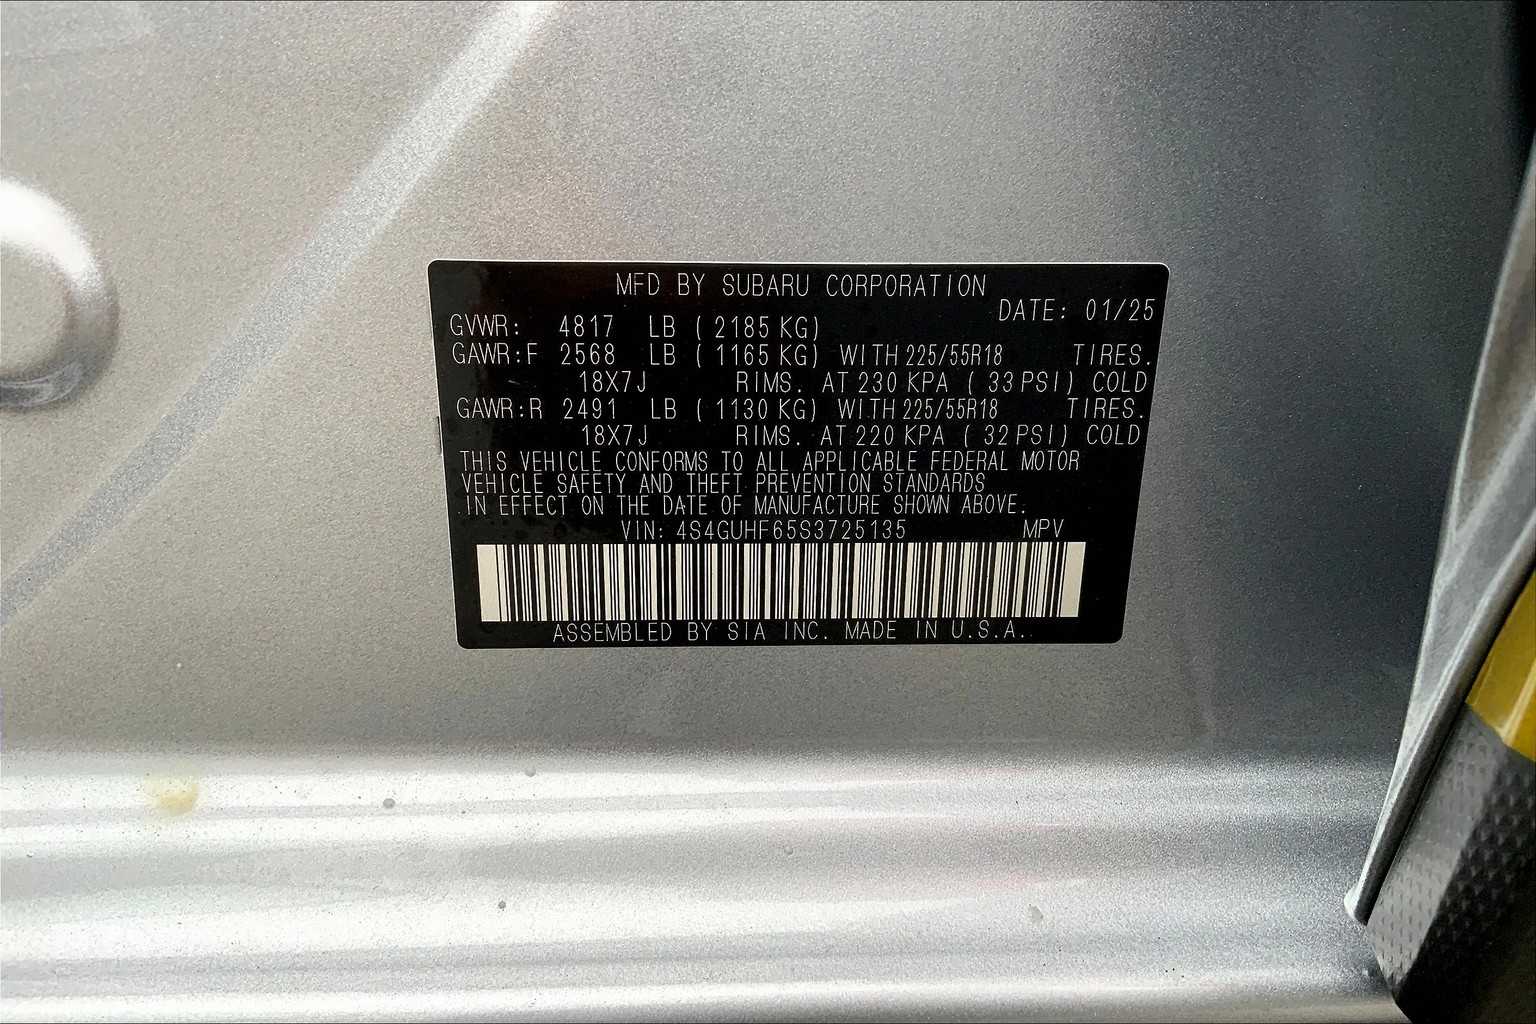 MFD BY SUBARU CORPORATION
DATE: 01/25
GVWR: 4817 LB ( 2185 KG)
GAWR:F 2568 LB ( 1165 KG) WITH 225/55R18 TIRES.
18X7J RIMS. AT 230 KPA ( 33 PSI) COLD
GAWR:R 2491 LB ( 1130 KG) WITH 225/55R18 TIRES.
18X7J RIMS. AT 220 KPA ( 32 PSI) COLD
THIS VEHICLE CONFORMS TO ALL APPLICABLE FEDERAL MOTOR
VEHICLE SAFETY AND THEFT PREVENTION STANDARDS
IN EFFECT ON THE DATE OF MANUFACTURE SHOWN ABOVE.
VIN: 4S4GUHF65S3725135 MPV
ASSEMBLED BY SIA INC. MADE IN U.S.A.